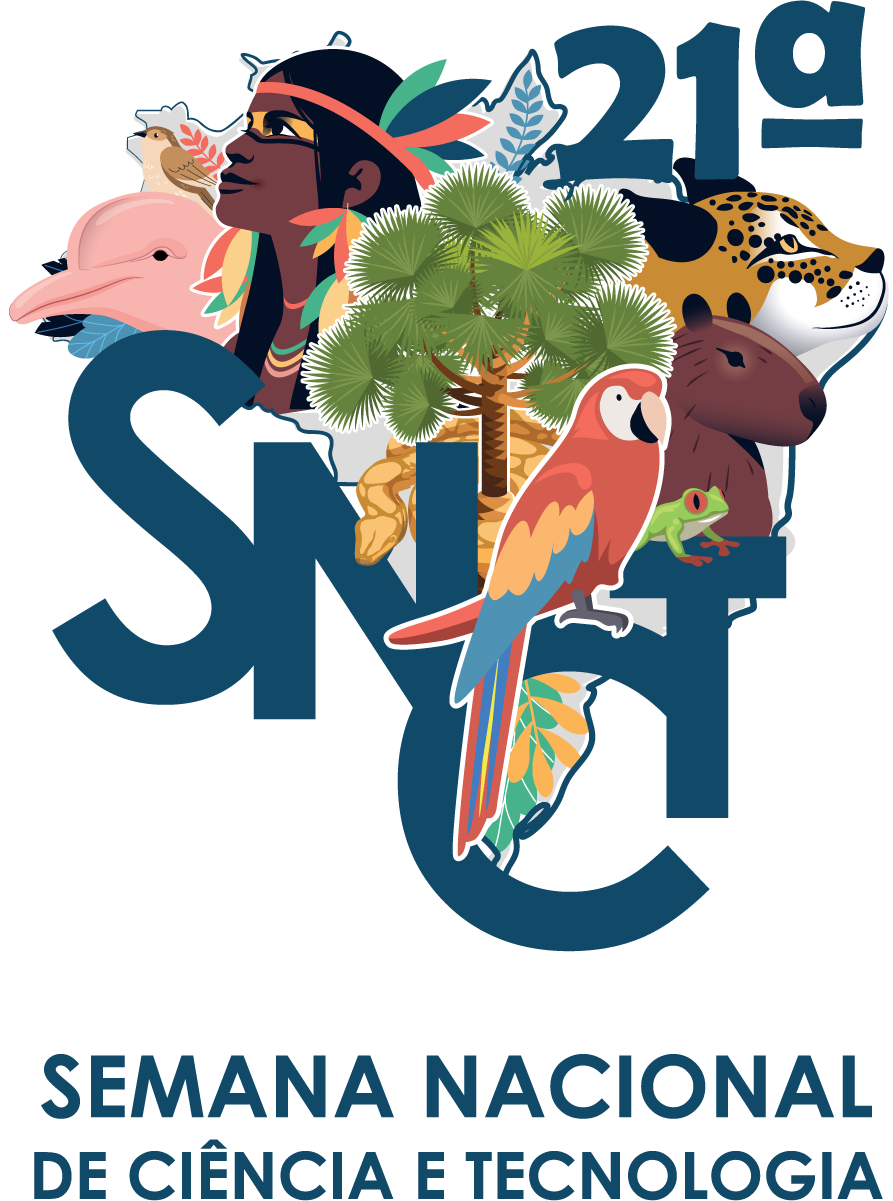 21ª
SNCT
SEMANA NACIONAL
DE CIÊNCIA E TECNOLOGIA